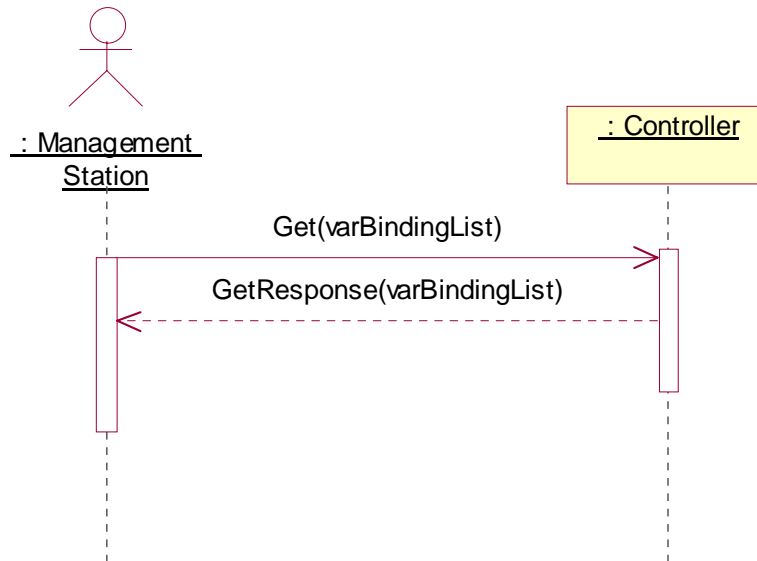 : Management
Station
: Controller
Get(varBindingList)
GetResponse(varBindingList)